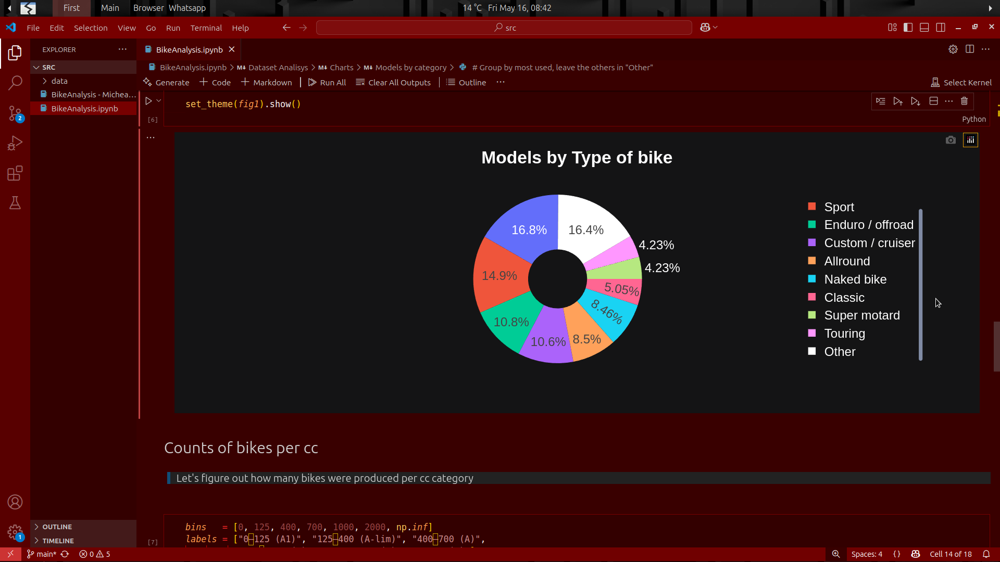 First Main Browser Whatsapp 14 °C Fri May 16, 08:42
File Edit Selection View Go Run Terminal Help src
EXPLORER
SRC
data
BikeAnalysis - Michea...
BikeAnalysis.ipynb
2
BikeAnalysis.ipynb
BikeAnalysis.ipynb > M↓ Dataset Analisys > M↓ Charts > M↓ Models by category > # Group by most used, leave the others in "Other"
Generate + Code + Markdown Run All Clear All Outputs Outline ... Select Kernel
set_theme(fig1).show()
[6]
Python
Models by Type of bike
16.8%
16.4%
4.23%
4.23%
14.9%
5.05%
8.46%
10.8%
10.6%
8.5%
Sport
Enduro / offroad
Custom / cruiser
Allround
Naked bike
Classic
Super motard
Touring
Other
Counts of bikes per cc
Let's figure out how many bikes were produced per cc category
bins = [0, 125, 400, 700, 1000, 2000, np.inf]
labels = ["0–125 (A1)", "125–400 (A-lim)", "400–700 (A)",
[7]
OUTLINE
TIMELINE
1
main* 0 5 Spaces: 4 {} Cell 14 of 18